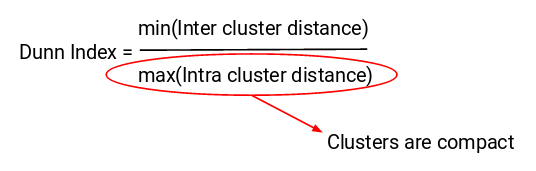 min(Inter cluster distance)
Dunn Index =
max(Intra cluster distance)
Clusters are compact